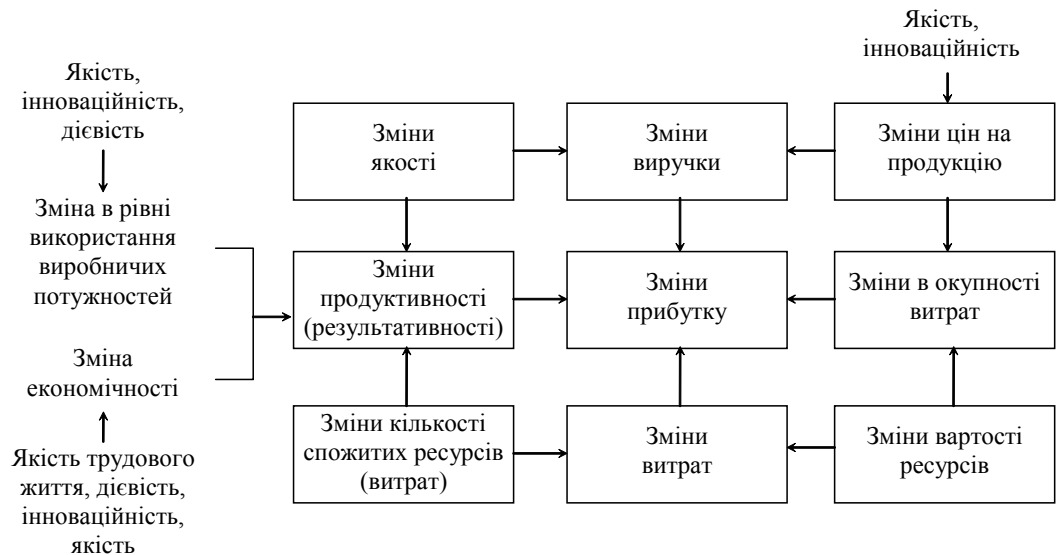 Якість,
інноваційність
Якість,
інноваційність,
дієвість
Зміни
якості
Зміни
виручки
Зміни цін на
продукцію
Зміна в рівні
використання
виробничих
потужностей
Зміни
продуктивності
(результативності)
Зміни
прибутку
Зміни в окупності
витрат
Зміна
економічності
Зміни кількості
спожитих ресурсів
(витрат)
Зміни
витрат
Зміни вартості
ресурсів
Якість трудового
життя, дієвість,
інноваційність,
якість